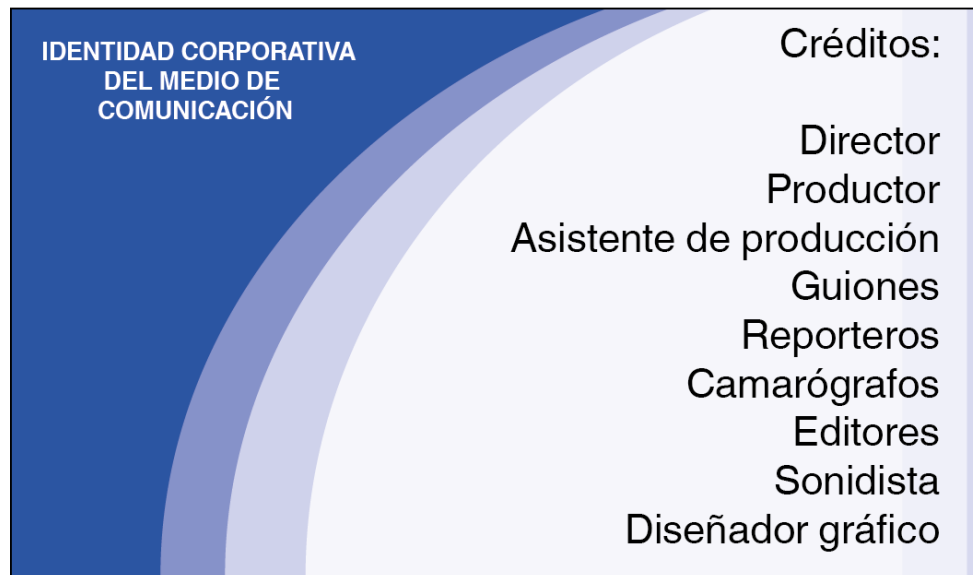 IDENTIDAD CORPORATIVA
DEL MEDIO DE
COMUNICACIÓN
Créditos:
Director
Productor
Asistente de producción
Guiones
Reporteros
Camarógrafos
Editores
Sonidista
Diseñador gráfico